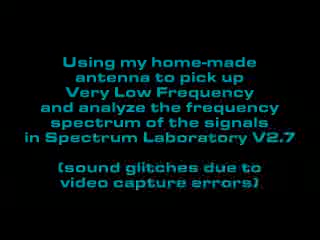 Using my home-made
antenna to pick up
Very Low Frequency
and analyze the frequency
spectrum of the signals
in Spectrum Laboratory V2.7
(sound glitches due to
video capture errors)